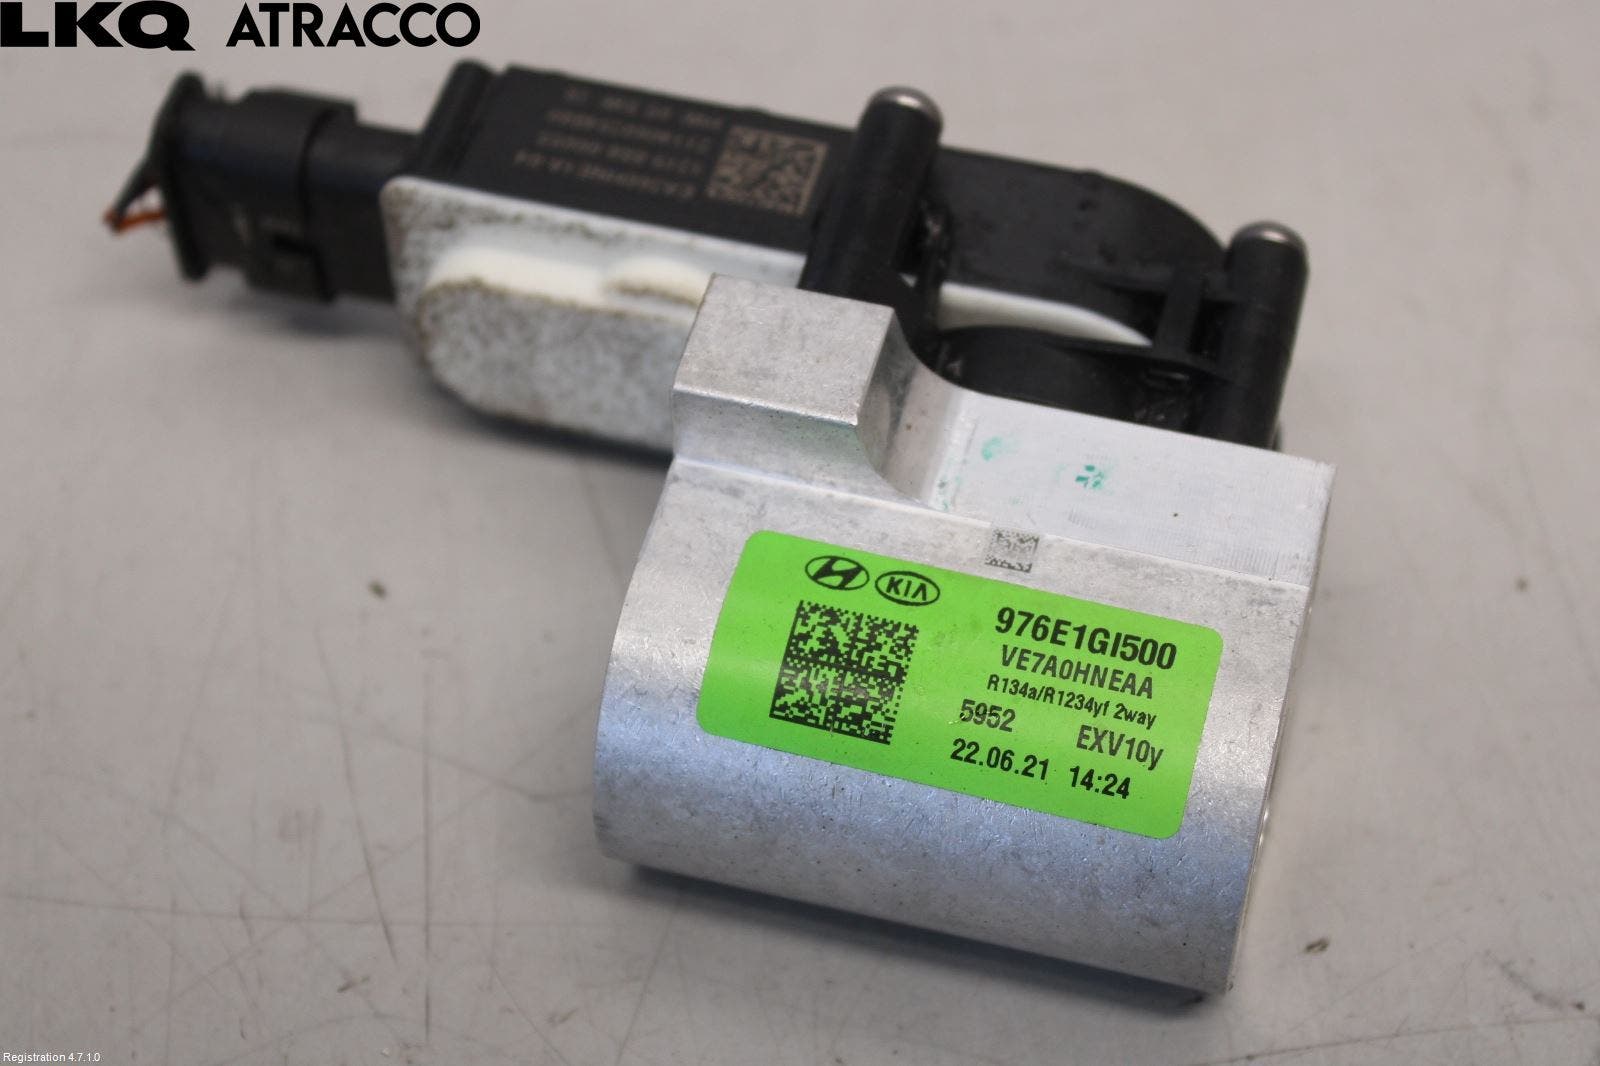 LKQ ATRACCO
KIA
976E1GI500
VE7A0HNEAA
R134a/R1234yf 2way
5952 EXV10y
22.06.21 14:24
Registration 4.7.1.0